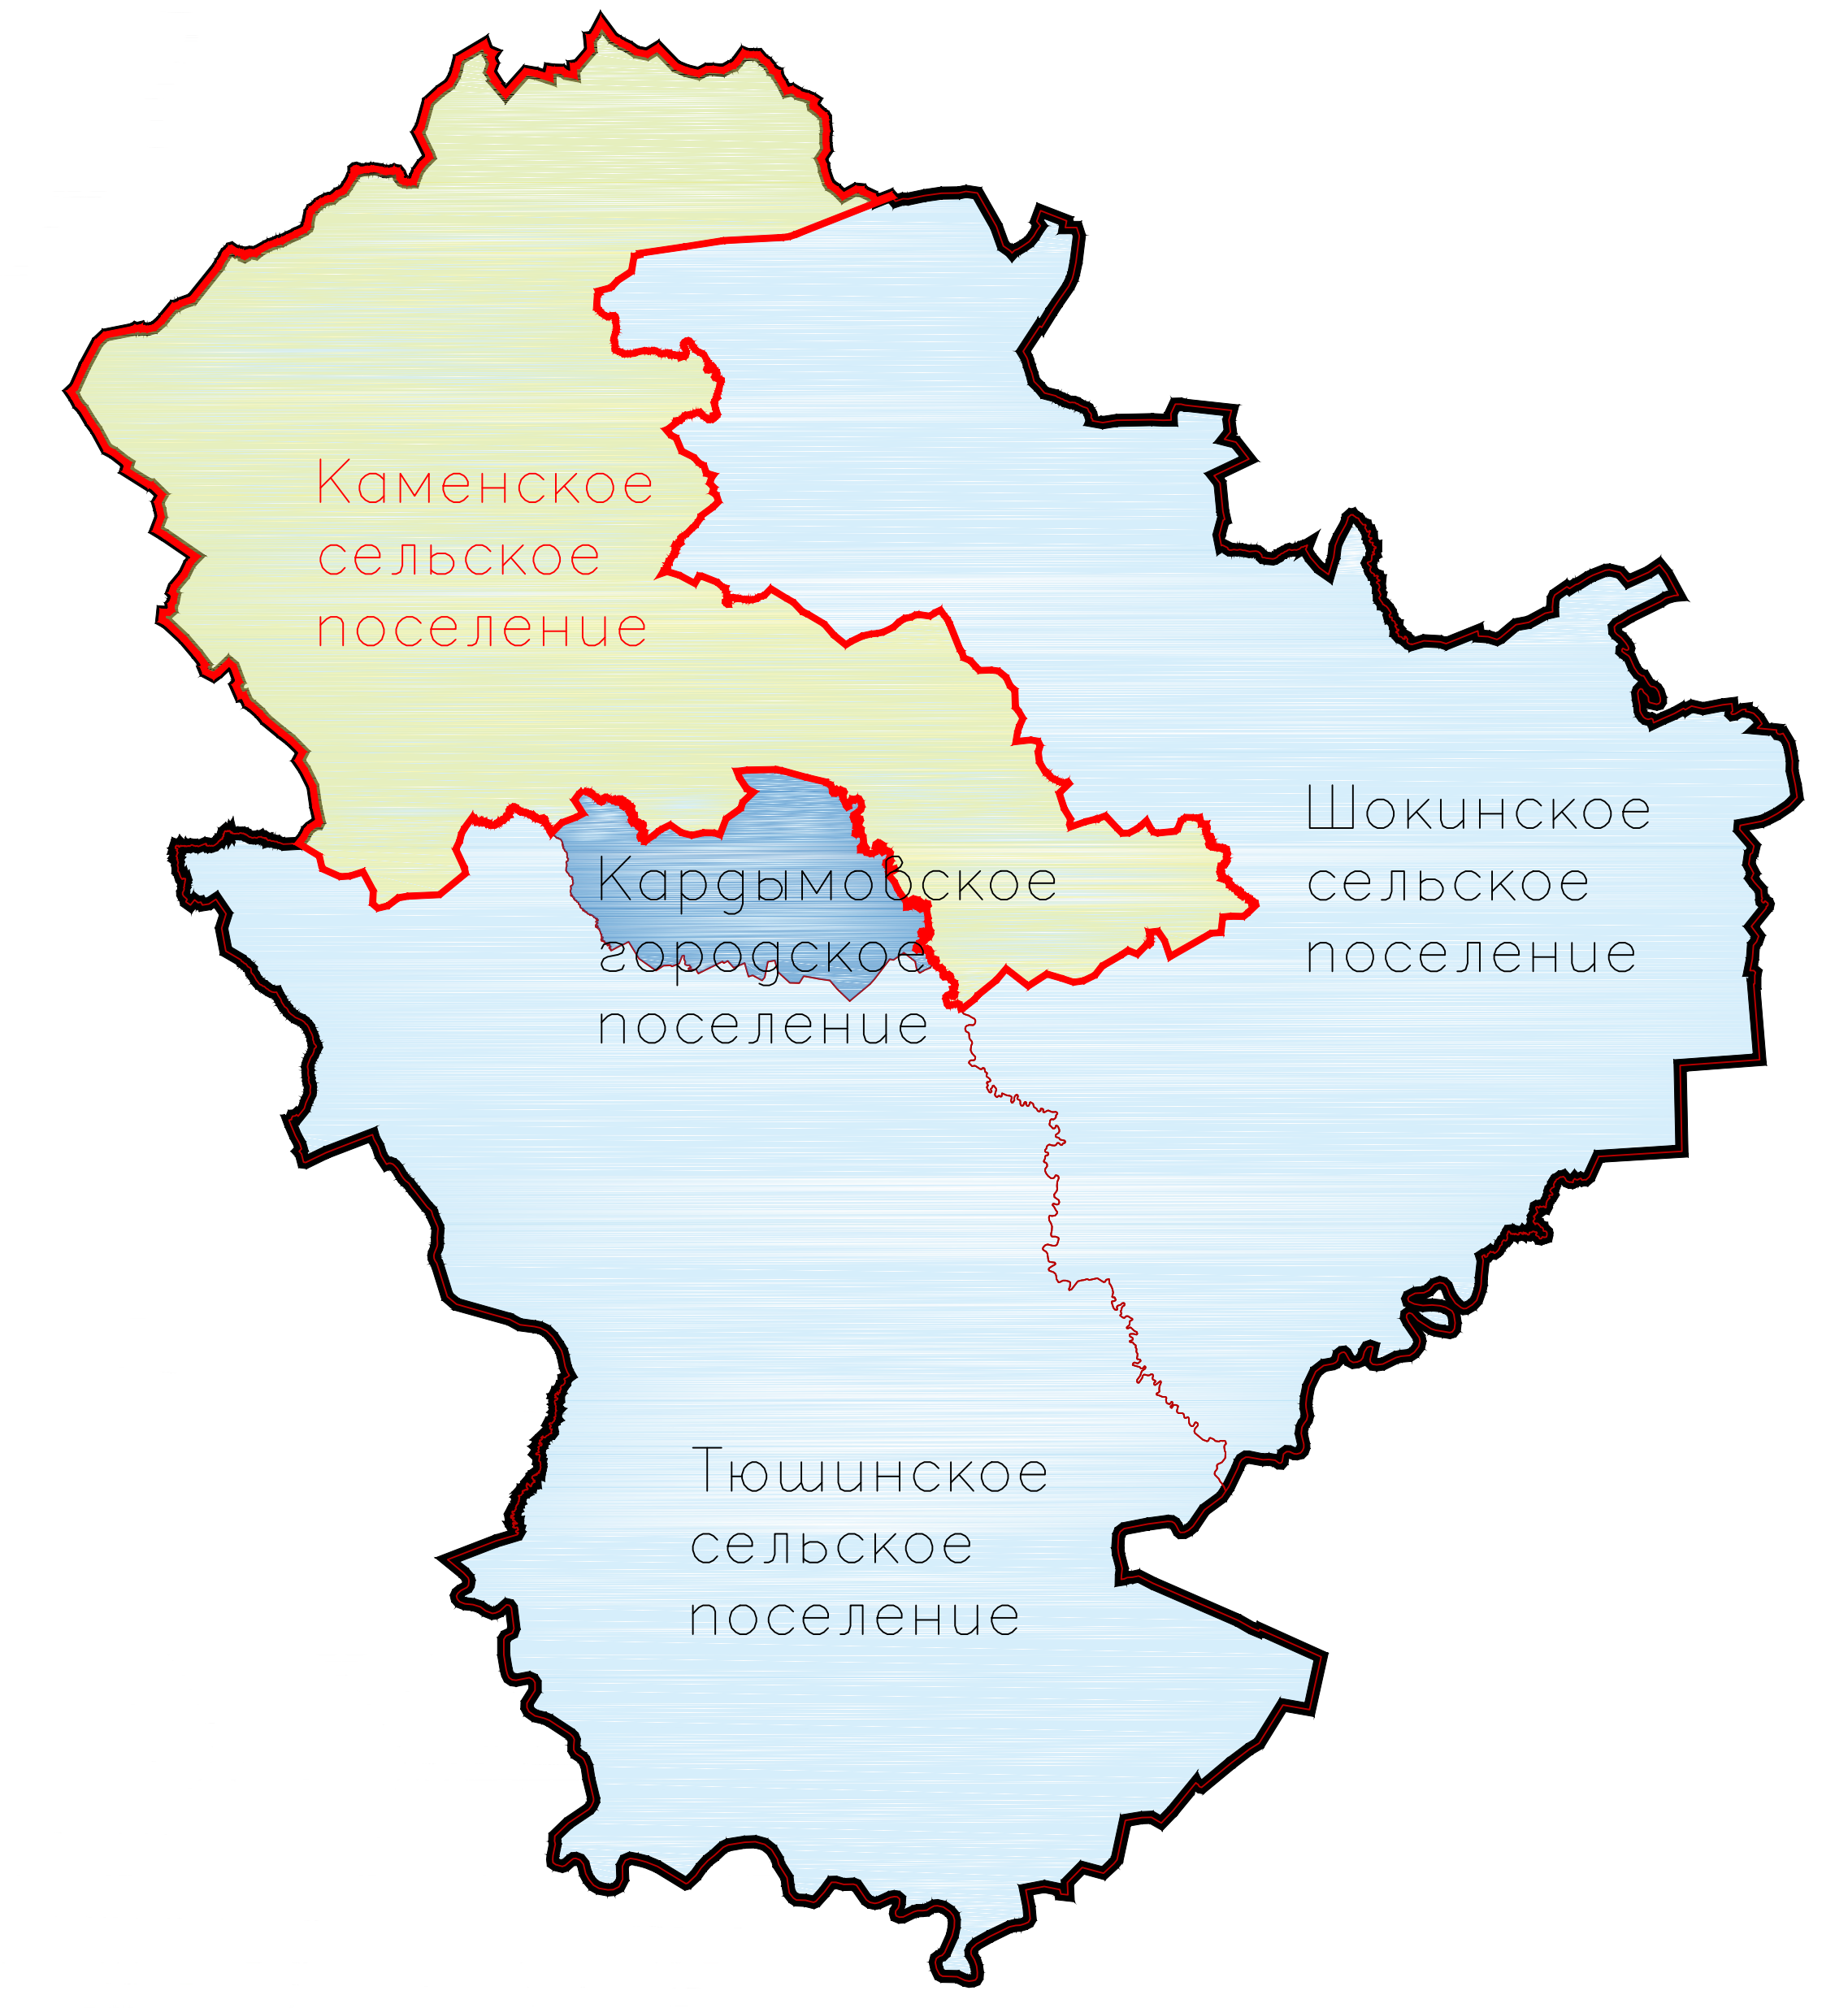 Каменское
сельское
поселение
Шокинское
сельское
поселение
Кардымовское
городское
поселение
Тюшинское
сельское
поселение